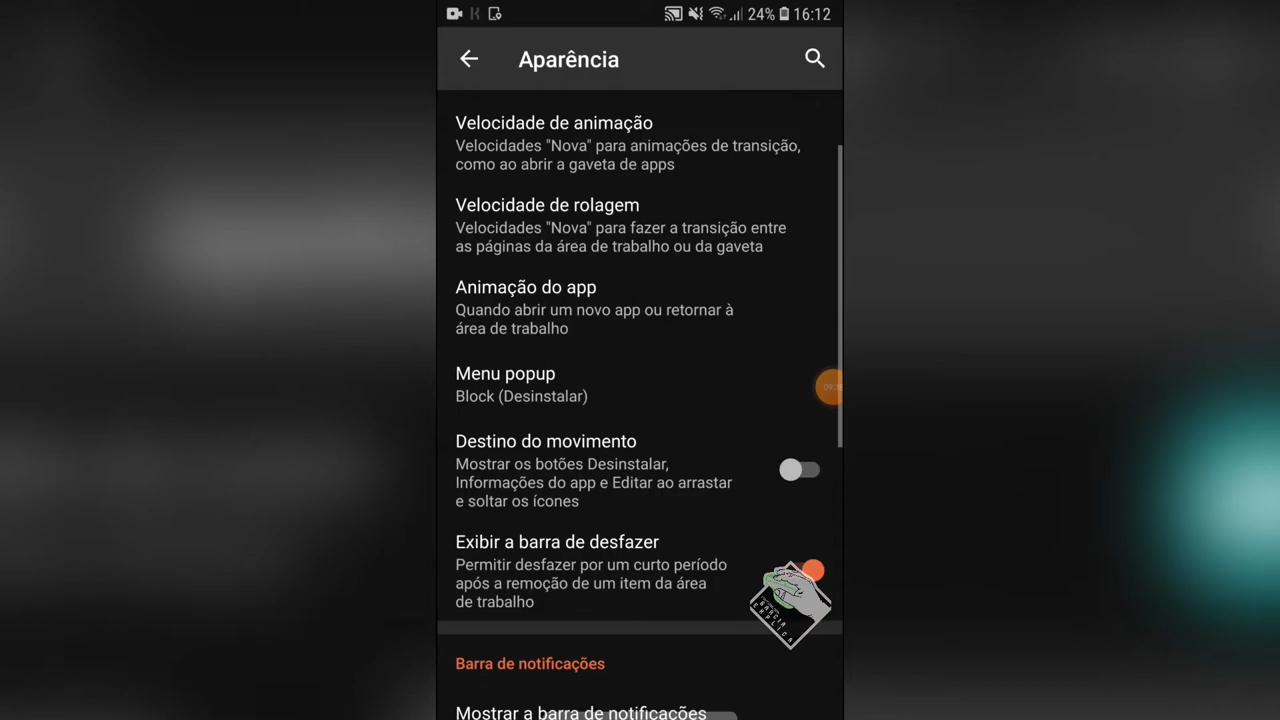 24% 16:12
Aparência
Velocidade de animação
Velocidades "Nova" para animações de transição,
como ao abrir a gaveta de apps
Velocidade de rolagem
Velocidades "Nova" para fazer a transição entre
as páginas da área de trabalho ou da gaveta
Animação do app
Quando abrir um novo app ou retornar à
área de trabalho
Menu popup
Block (Desinstalar)
Destino do movimento
Mostrar os botões Desinstalar,
Informações do app e Editar ao arrastar
e soltar os ícones
Exibir a barra de desfazer
Permitir desfazer por um curto período
após a remoção de um item da área
de trabalho
GARCIA
EXPLICA
Barra de notificações
Mostrar a barra de notificações